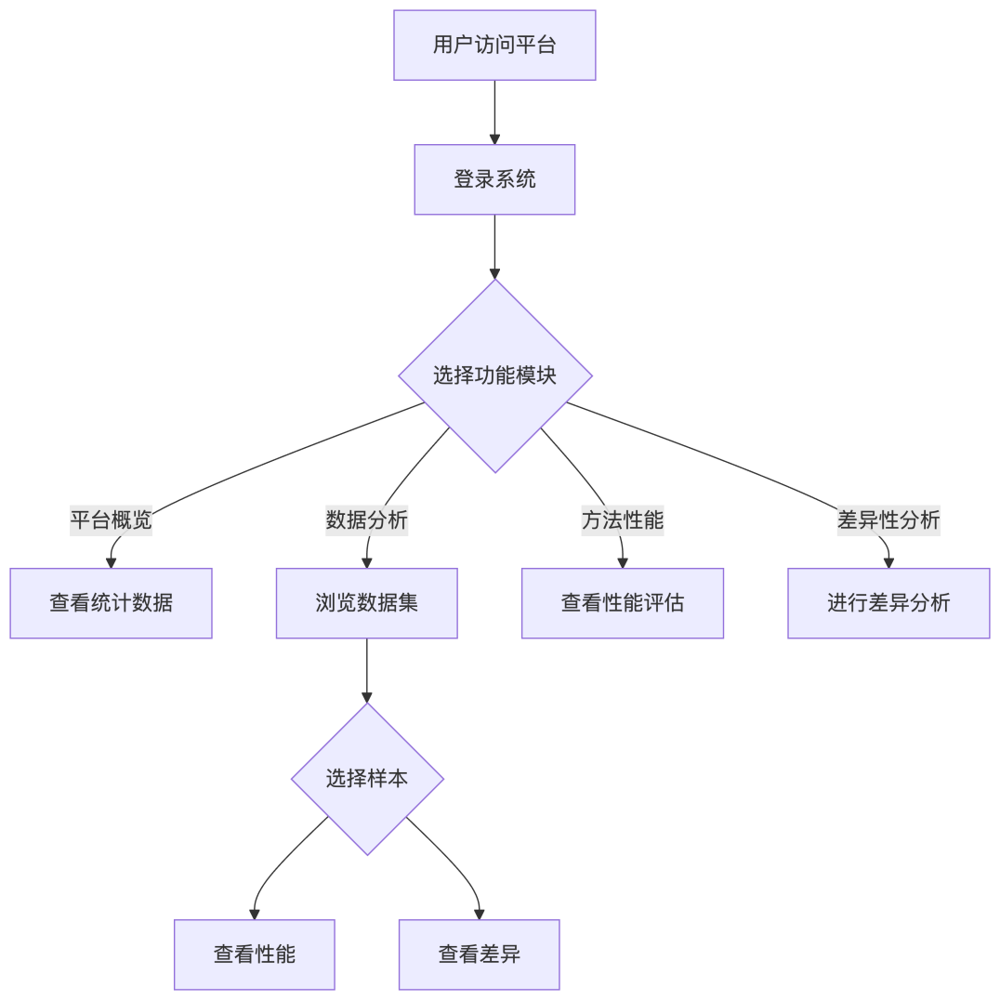 用户访问平台
登录系统
选择功能模块
平台概览
数据分析
方法性能
差异性分析
查看统计数据
浏览数据集
查看性能评估
进行差异分析
选择样本
查看性能
查看差异